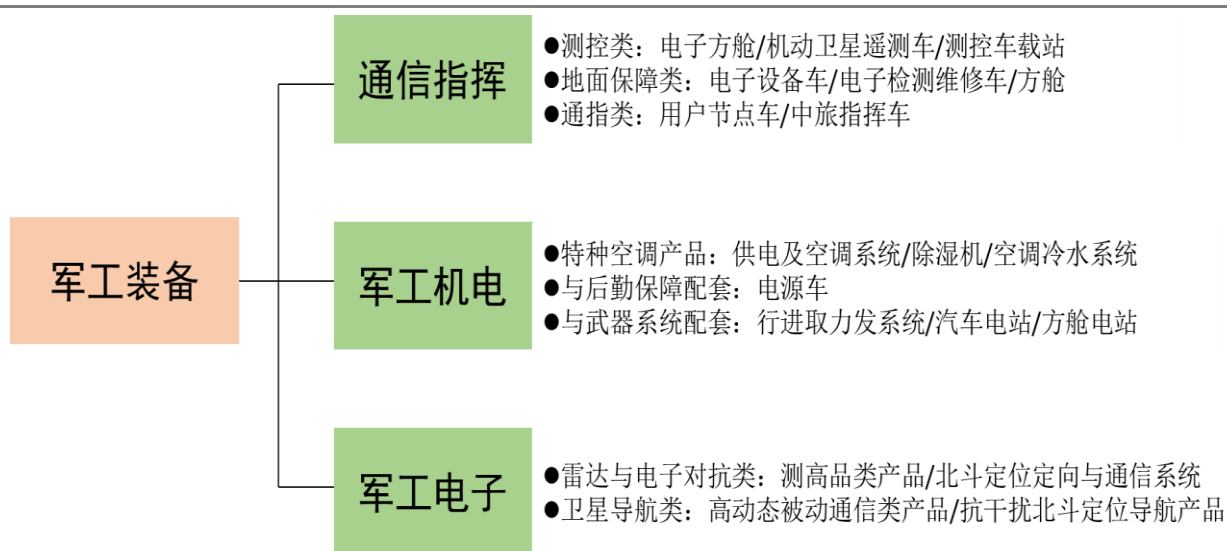 通信指挥
●测控类：电子方舱/机动卫星遥测车/测控车载站
●地面保障类：电子设备车/电子检测维修车/方舱
●通指类：用户节点车/中旅指挥车
军工装备
军工机电
●特种空调产品：供电及空调系统/除湿机/空调冷水系统
●与后勤保障配套：电源车
●与武器系统配套：行进取力发系统/汽车电站/方舱电站
军工电子
●雷达与电子对抗类：测高品类产品/北斗定位定向与通信系统
●卫星导航类：高动态被动通信类产品/抗干扰北斗定位导航产品